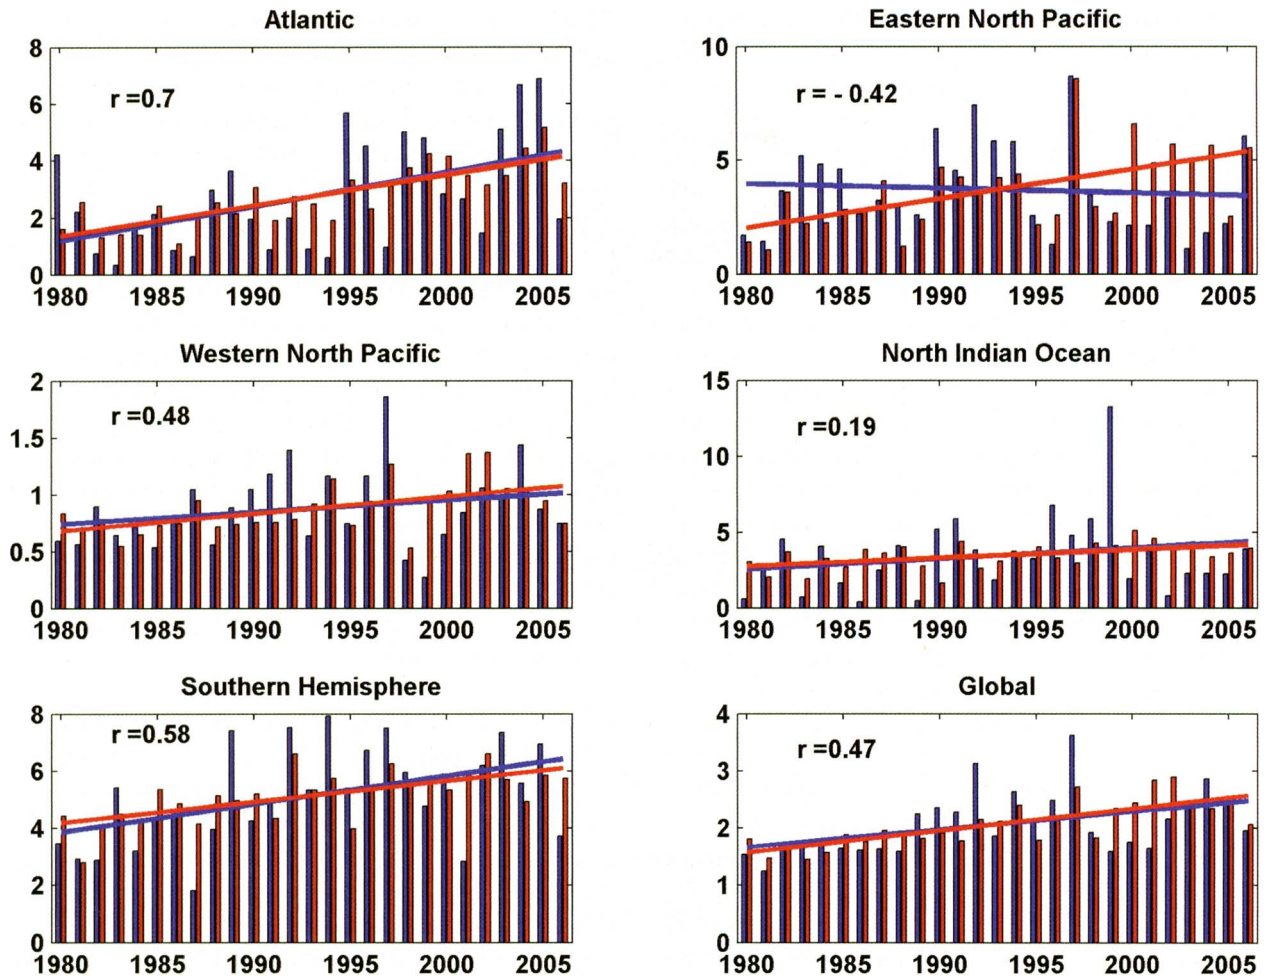 Atlantic
r =0.7
8
6
4
2
0
1980 1985 1990 1995 2000 2005
Eastern North Pacific
r = - 0.42
10
5
0
1980 1985 1990 1995 2000 2005
Western North Pacific
r =0.48
2
1.5
1
0.5
0
1980 1985 1990 1995 2000 2005
North Indian Ocean
r =0.19
15
10
5
0
1980 1985 1990 1995 2000 2005
Southern Hemisphere
r =0.58
8
6
4
2
0
1980 1985 1990 1995 2000 2005
Global
r =0.47
4
3
2
1
0
1980 1985 1990 1995 2000 2005